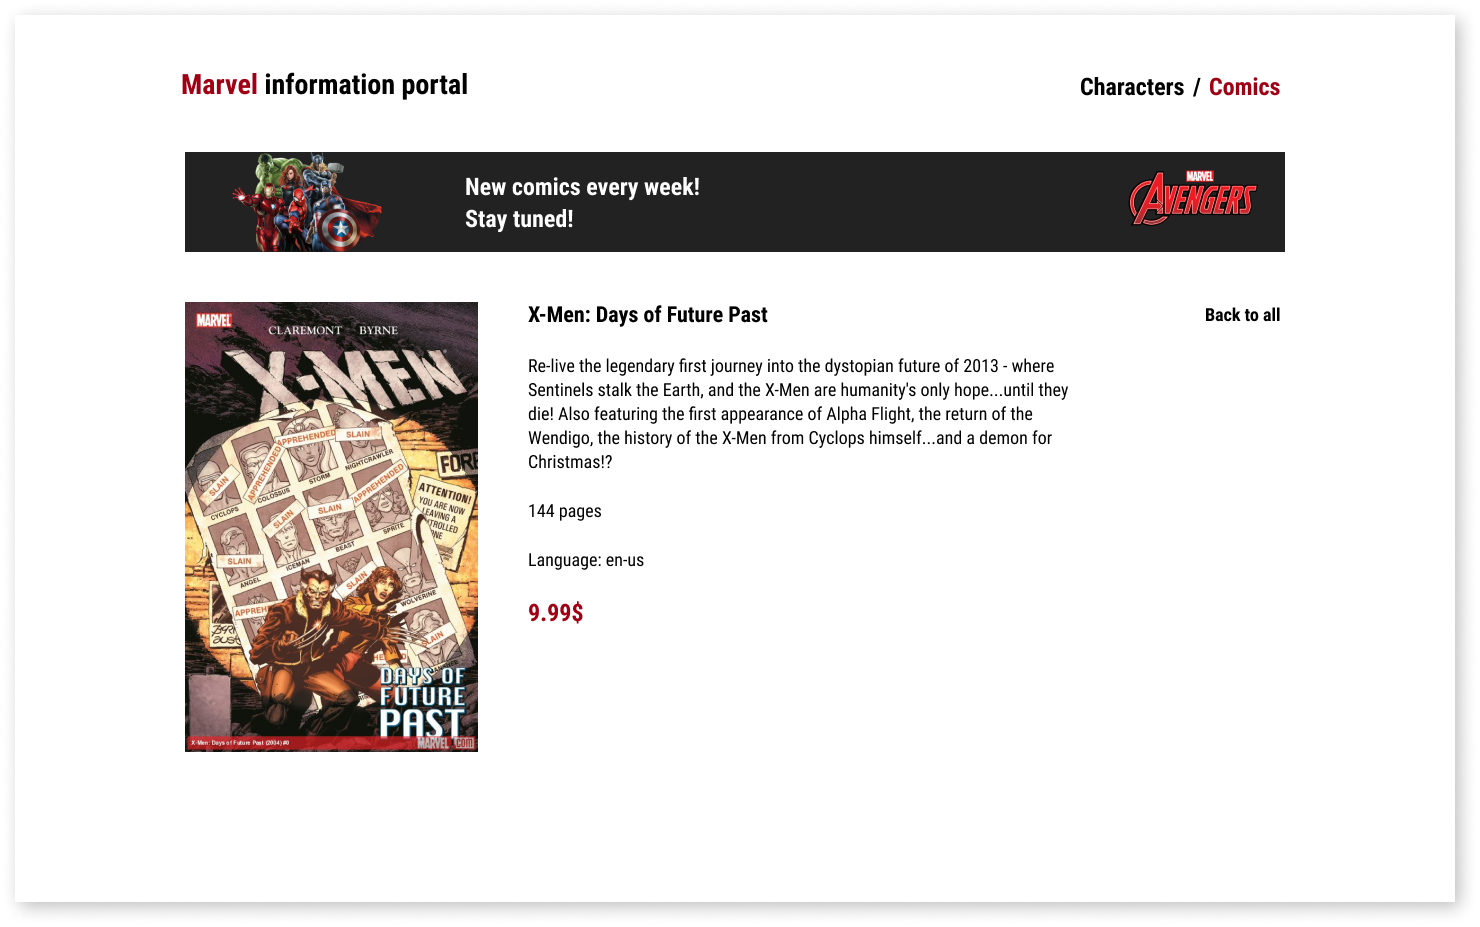 Marvel information portal
Characters / Comics
New comics every week!
Stay tuned!
MARVEL
AVENGERS
MARVEL
CLAREMONT BYRNE
X-MEN
APPREHENDED
SLAIN
SLAIN
APPREHENDED
COLOSSUS
STORM
NIGHTCRAWLER
CYCLOPS
APPREHENDED
SLAIN
SLAIN
FOR
ATTENTION!
YOU ARE NOW
LEAVING A
TROLLED
NE
SPRITE
BEAST
ICEMAN
SLAIN
ANGEL
SLAIN
WOLVERINE
APPREH
SLAIN
HE D
DAYS OF
FUTURE
PAST
X-Men: Days of Future Past (2004) #0
MARVEL .com
X-Men: Days of Future Past
Back to all
Re-live the legendary first journey into the dystopian future of 2013 - where
Sentinels stalk the Earth, and the X-Men are humanity's only hope...until they
die! Also featuring the first appearance of Alpha Flight, the return of the
Wendigo, the history of the X-Men from Cyclops himself...and a demon for
Christmas!?
144 pages
Language: en-us
9.99$